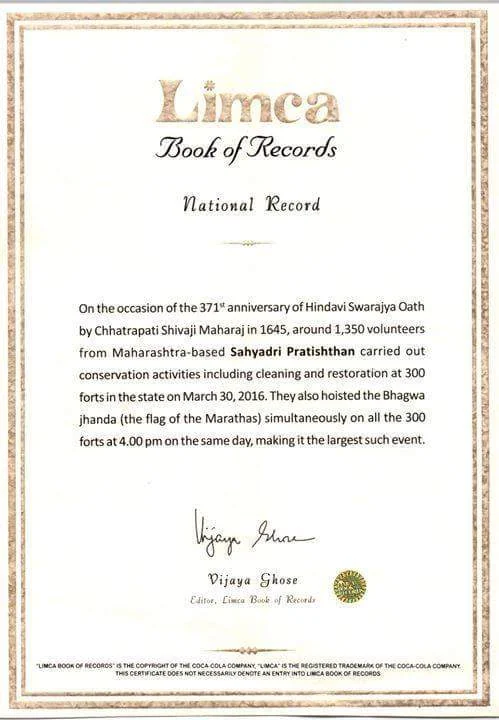 Limca
Book of Records
National Record
On the occasion of the 371st anniversary of Hindavi Swarajya Oath
by Chhatrapati Shivaji Maharaj in 1645, around 1,350 volunteers
from Maharashtra-based Sahyadri Pratishthan carried out
conservation activities including cleaning and restoration at 300
forts in the state on March 30, 2016. They also hoisted the Bhagwa
jhanda (the flag of the Marathas) simultaneously on all the 300
forts at 4.00 pm on the same day, making it the largest such event.
Vijaya Ghose
Vijaya Ghose
Editor, Limca Book of Records
"LIMCA BOOK OF RECORDS" IS THE COPYRIGHT OF THE COCA-COLA COMPANY. "LIMCA" IS THE REGISTERED TRADEMARK OF THE COCA-COLA COMPANY.
THIS CERTIFICATE DOES NOT NECESSARILY DENOTE AN ENTRY INTO LIMCA BOOK OF RECORDS